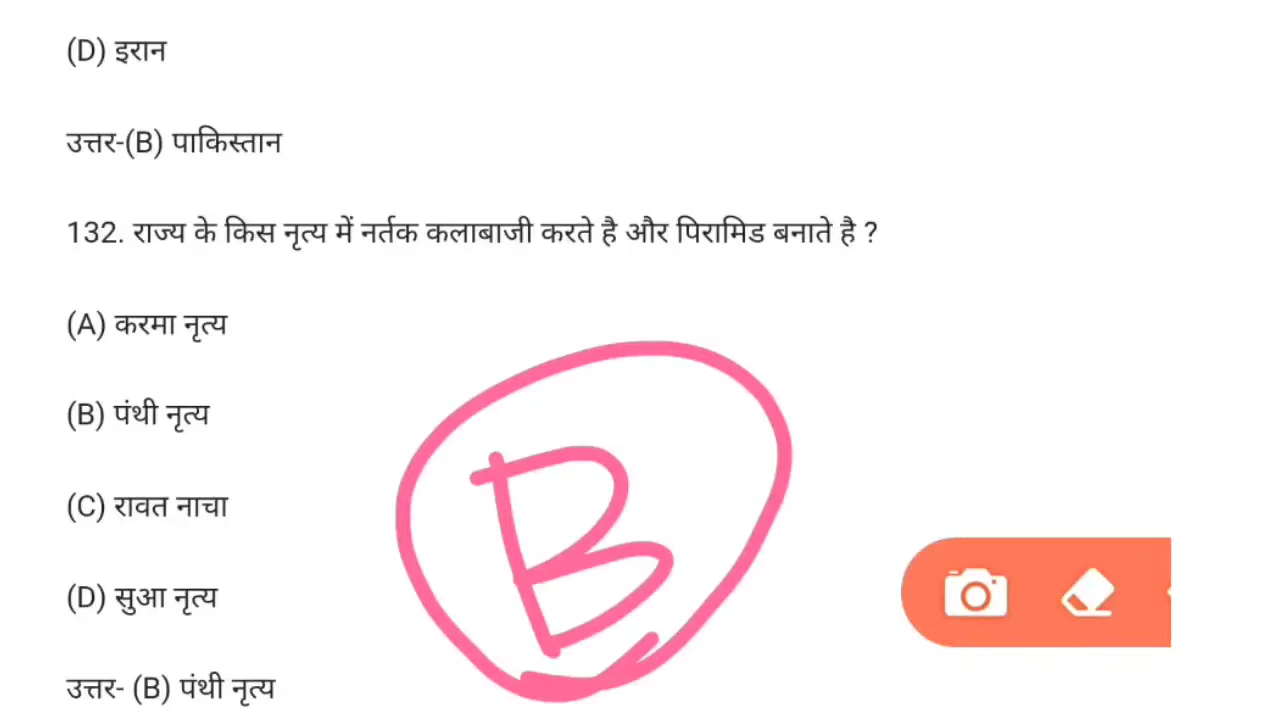 (D) इरान
उत्तर-(B) पाकिस्तान
132. राज्य के किस नृत्य में नर्तक कलाबाजी करते है और पिरामिड बनाते है ?
(A) करमा नृत्य
(B) पंथी नृत्य
B
(C) रावत नाचा
(D) सुआ नृत्य
उत्तर- (B) पंथी नृत्य